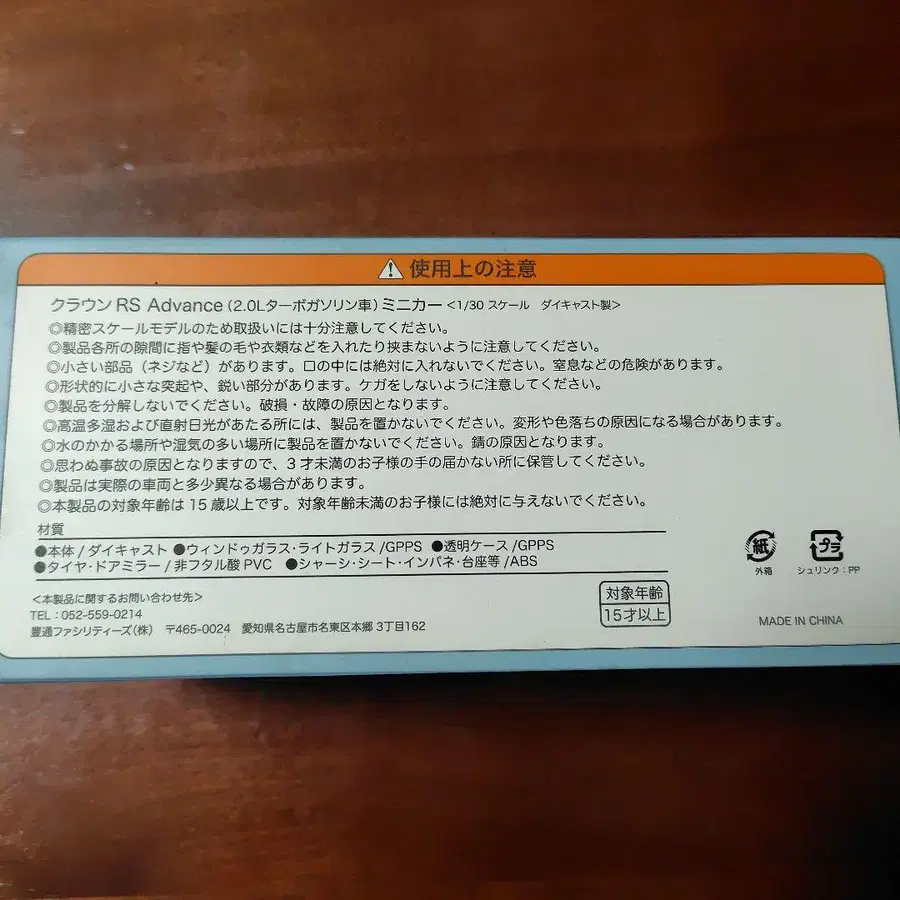 使用上の注意
クラウン RS Advance (2.0Lターボガソリン車) ミニカー <1/30 スケール ダイキャスト製>
◎精密スケールモデルのため取扱いには十分注意してください。
◎製品各所の隙間に指や髪の毛や衣類などを入れたり挟まないように注意してください。
◎小さい部品（ネジなど）があります。口の中には絶対に入れないでください。窒息などの危険があります。
◎形状的に小さな突起や、鋭い部分があります。ケガをしないように注意してください。
◎製品を分解しないでください。破損・故障の原因となります。
◎高温多湿および直射日光があたる所には、製品を置かないでください。変形や色落ちの原因になる場合があります。
◎水のかかる場所や湿気の多い場所に製品を置かないでください。錆の原因となります。
◎思わぬ事故の原因となりますので、3才未満のお子様の手の届かない所に保管してください。
◎製品は実際の車両と多少異なる場合があります。
◎本製品の対象年齢は 15歳以上です。対象年齢未満のお子様には絶対に与えないでください。
材質
●本体/ダイキャスト ●ウィンドゥガラス・ライトガラス/GPPS ●透明ケース/GPPS
●タイヤ・ドアミラー/非フタル酸PVC ●シャーシ・シート・インパネ・台座等/ABS
紙 プラ
外箱 シュリンク：PP
<本製品に関するお問い合わせ先>
TEL：052-559-0214
豊通ファシリティーズ(株) 〒465-0024 愛知県名古屋市名東区本郷3丁目162
対象年齢
15才以上
MADE IN CHINA